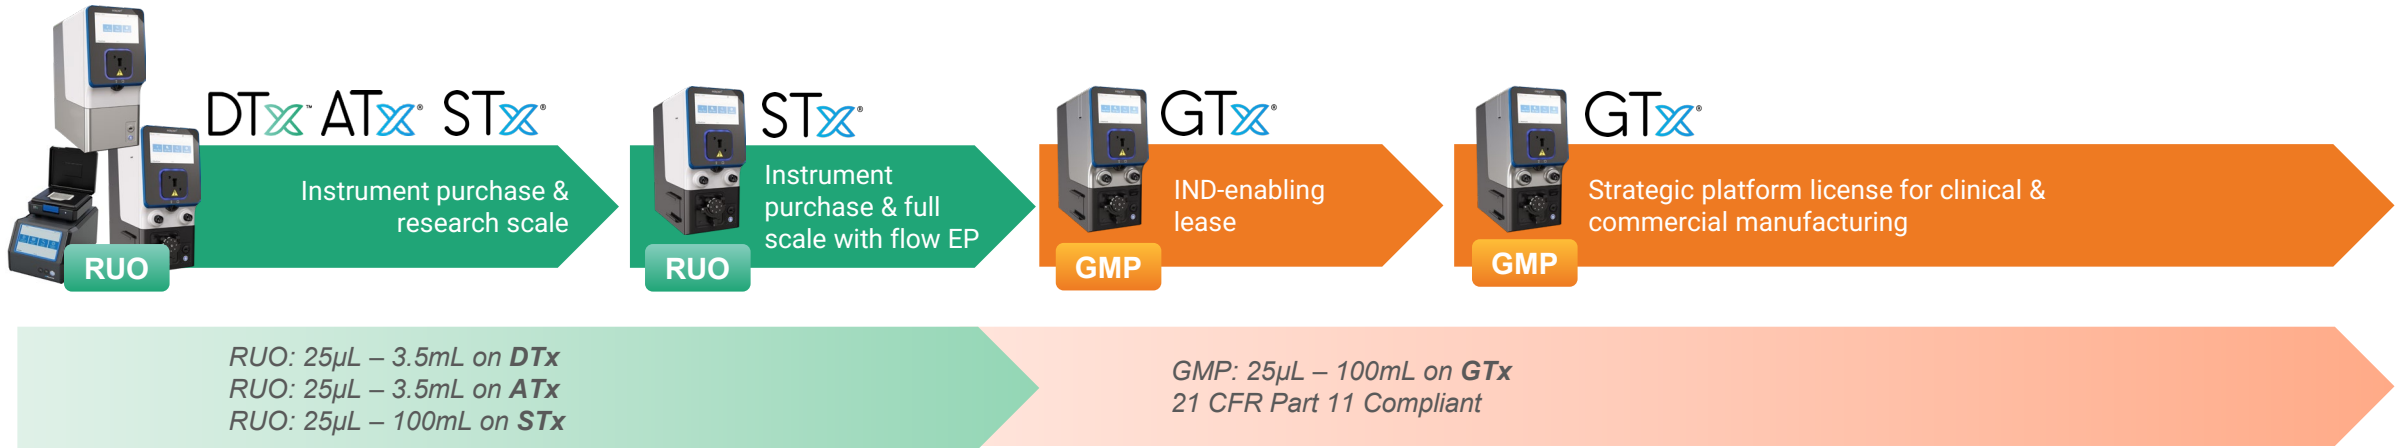 DTx™ ATx® STx®
Instrument purchase &
research scale
RUO
STx®
Instrument
purchase & full
scale with flow EP
RUO
GTx®
IND-enabling
lease
GMP
GTx®
Strategic platform license for clinical &
commercial manufacturing
GMP
RUO: 25µL – 3.5mL on DTx
RUO: 25µL – 3.5mL on ATx
RUO: 25µL – 100mL on STx
GMP: 25µL – 100mL on GTx
21 CFR Part 11 Compliant